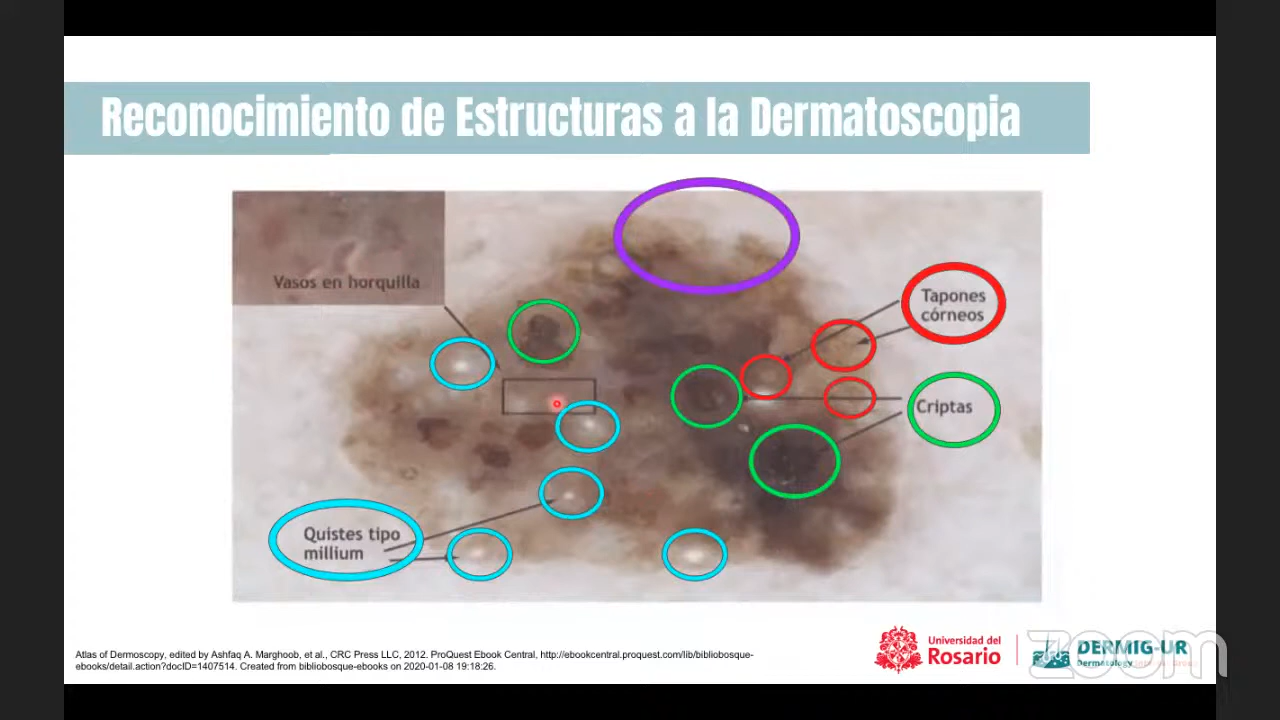 Reconocimiento de Estructuras a la Dermatoscopia
Vasos en horquilla
Tapones
córneos
Criptas
Quistes tipo
millium
Atlas of Dermoscopy, edited by Ashfaq A. Marghoob, et al., CRC Press LLC, 2012. ProQuest Ebook Central, http://ebookcentral.proquest.com/lib/bibliobosque-
ebooks/detail.action?docID=1407514. Created from bibliobosque-ebooks on 2020-01-08 19:18:26.
Universidad del
Rosario
DERMIG-UR
Dermatology
zoom